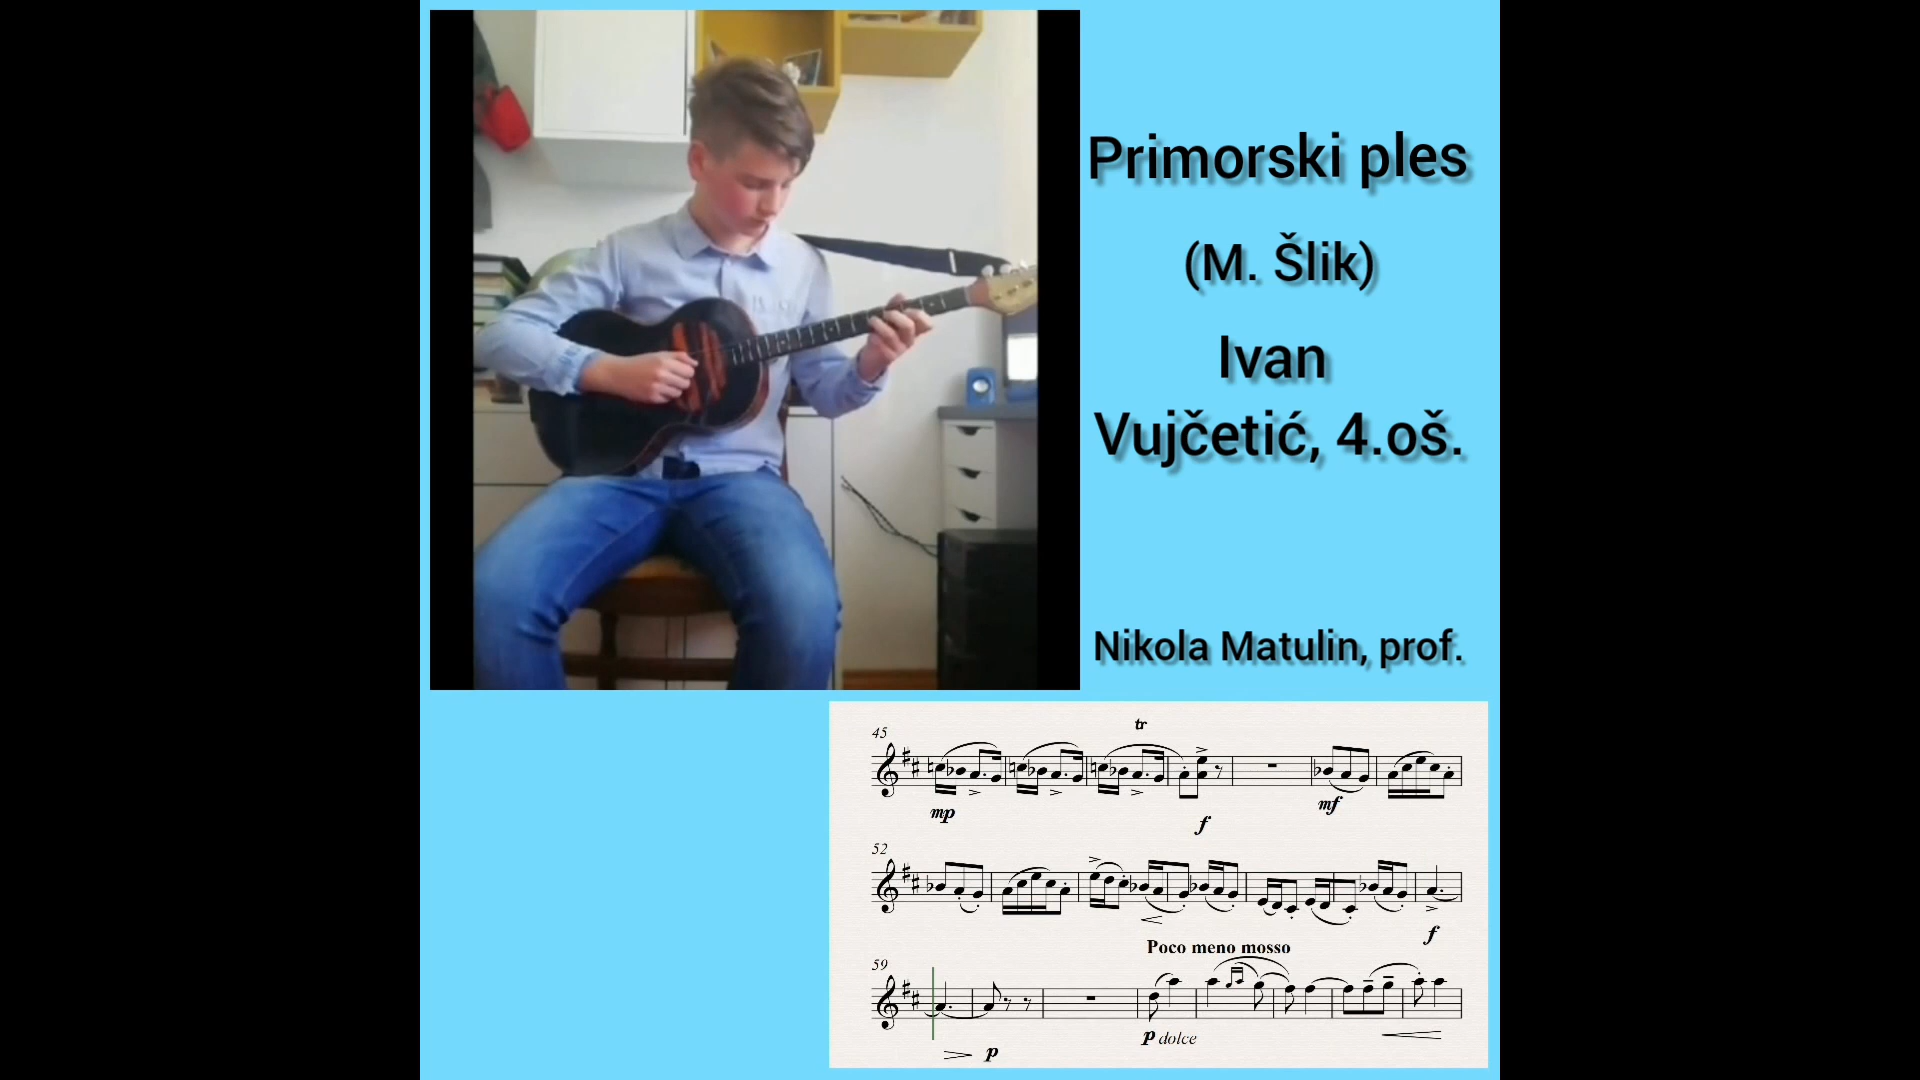 Primorski ples
(M. Šlik)
Ivan
Vujčetić, 4.oš.
Nikola Matulin, prof.
45
tr
mp
f
mf
52
f
Poco meno mosso
59
p
p dolce